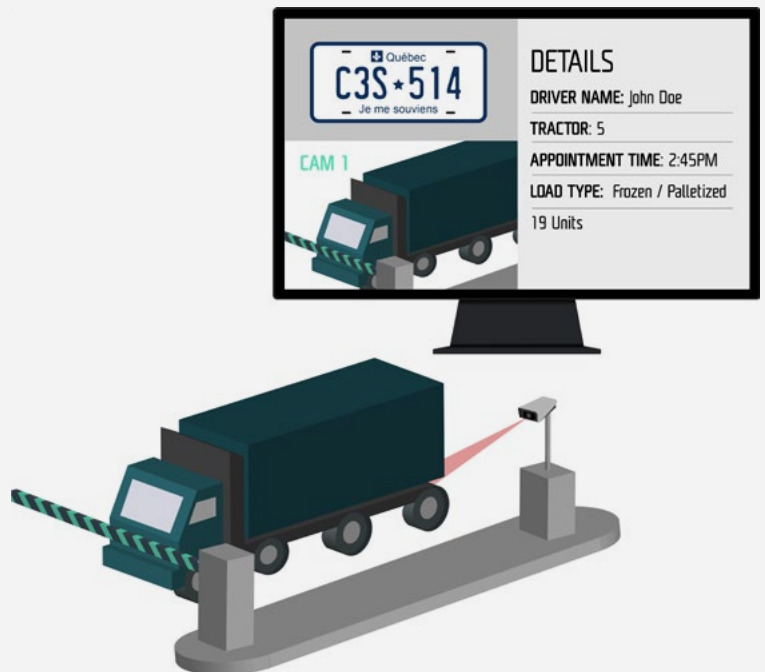 Québec
C3S★514
Je me souviens
CAM 1
DETAILS
DRIVER NAME: John Doe
TRACTOR: 5
APPOINTMENT TIME: 2:45PM
LOAD TYPE: Frozen / Palletized
19 Units